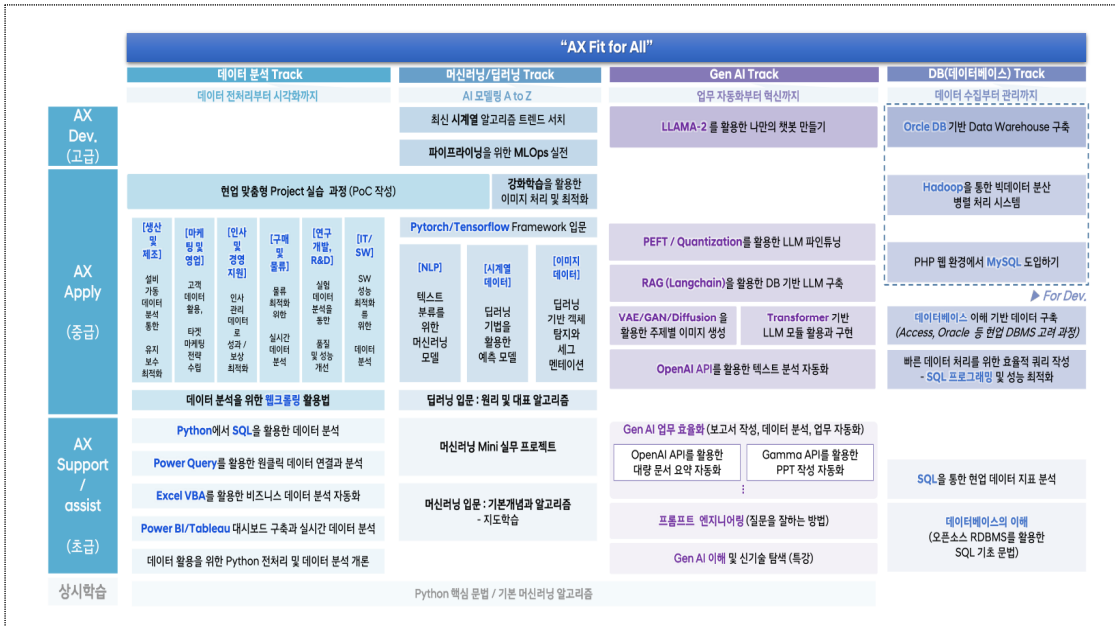 “AX Fit for All”
데이터 분석 Track
머신러닝/딥러닝 Track
Gen AI Track
DB(데이터베이스) Track
데이터 전처리부터 시각화까지
AI 모델링 A to Z
업무 자동화부터 혁신까지
데이터 수집부터 관리까지
AX
Dev.
(고급)
최신 시계열 알고리즘 트렌드 서치
파이프라이닝을 위한 MLOps 실전
LLAMA-2 를 활용한 나만의 챗봇 만들기
Orcle DB 기반 Data Warehouse 구축
AX
Apply
(중급)
현업 맞춤형 Project 실습 과정 (PoC 작성)
강화학습을 활용한
이미지 처리 및 최적화
[생산
및
제조]
설비
가동
데이터
분석
통한
유지
보수
최적화
[마케
팅 및
영업]
고객
데이터
활용,
타겟
마케팅
전략
수립
[인사
및
경영
지원]
인사
관리
데이터
로
성과 /
보상
최적화
[구매
및
물류]
물류
최적화
위한
실시간
데이터
분석
[연구
개발,
R&D]
실험
데이터
분석을
동한
품질
및 성능
개선
[IT/
SW]
SW
성능
최적화
를
위한
데이터
분석
데이터 분석을 위한 웹크롤링 활용법
Pytorch/Tensorflow Framework 입문
[NLP]
텍스트
분류를
위한
머신러닝
모델
[시계열
데이터]
딥러닝
기법을
활용한
예측 모델
[이미지
데이터]
딥러닝
기반 객체
탐지와
세그
멘테이션
딥러닝 입문 : 원리 및 대표 알고리즘
PEFT / Quantization를 활용한 LLM 파인튜닝
RAG (Langchain)을 활용한 DB 기반 LLM 구축
VAE/GAN/Diffusion 을
활용한 주제별 이미지 생성
Transformer 기반
LLM 모듈 활용과 구현
OpenAI API를 활용한 텍스트 분석 자동화
Hadoop을 통한 빅데이터 분산
병렬 처리 시스템
PHP 웹 환경에서 MySQL 도입하기
▶ For Dev.
데이터베이스 이해 기반 데이터 구축
(Access, Oracle 등 현업 DBMS 고려 과정)
빠른 데이터 처리를 위한 효율적 쿼리 작성
- SQL 프로그래밍 및 성능 최적화
AX
Support
/
assist
(초급)
Python에서 SQL을 활용한 데이터 분석
Power Query를 활용한 원클릭 데이터 연결과 분석
Excel VBA를 활용한 비즈니스 데이터 분석 자동화
Power BI/Tableau 대시보드 구축과 실시간 데이터 분석
데이터 활용을 위한 Python 전처리 및 데이터 분석 개론
머신러닝 Mini 실무 프로젝트
머신러닝 입문 : 기본개념과 알고리즘
- 지도학습
Gen AI 업무 효율화 (보고서 작성, 데이터 분석, 업무 자동화)
OpenAI API를 활용한
대량 문서 요약 자동화
Gamma API를 활용한
PPT 작성 자동화
⋮
프롬프트 엔지니어링 (질문을 잘하는 방법)
Gen AI 이해 및 신기술 탐색 (특강)
SQL을 통한 현업 데이터 지표 분석
데이터베이스의 이해
(오픈소스 RDBMS를 활용한
SQL 기초 문법)
상시학습
Python 핵심 문법 / 기본 머신러닝 알고리즘